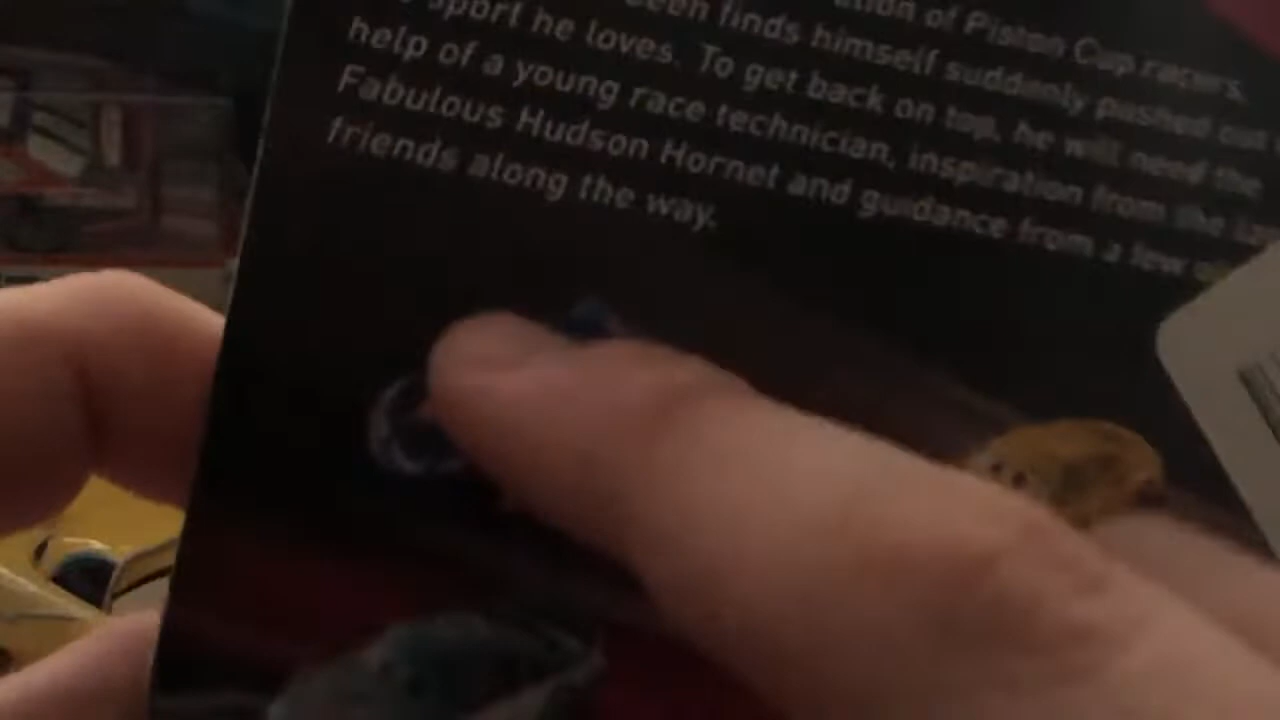 ation of Piston Cup racers,
een finds himself suddenly pushed out
sport he loves. To get back on top, he will need the
help of a young race technician, inspiration from the
Fabulous Hudson Hornet and guidance from a few
friends along the way.